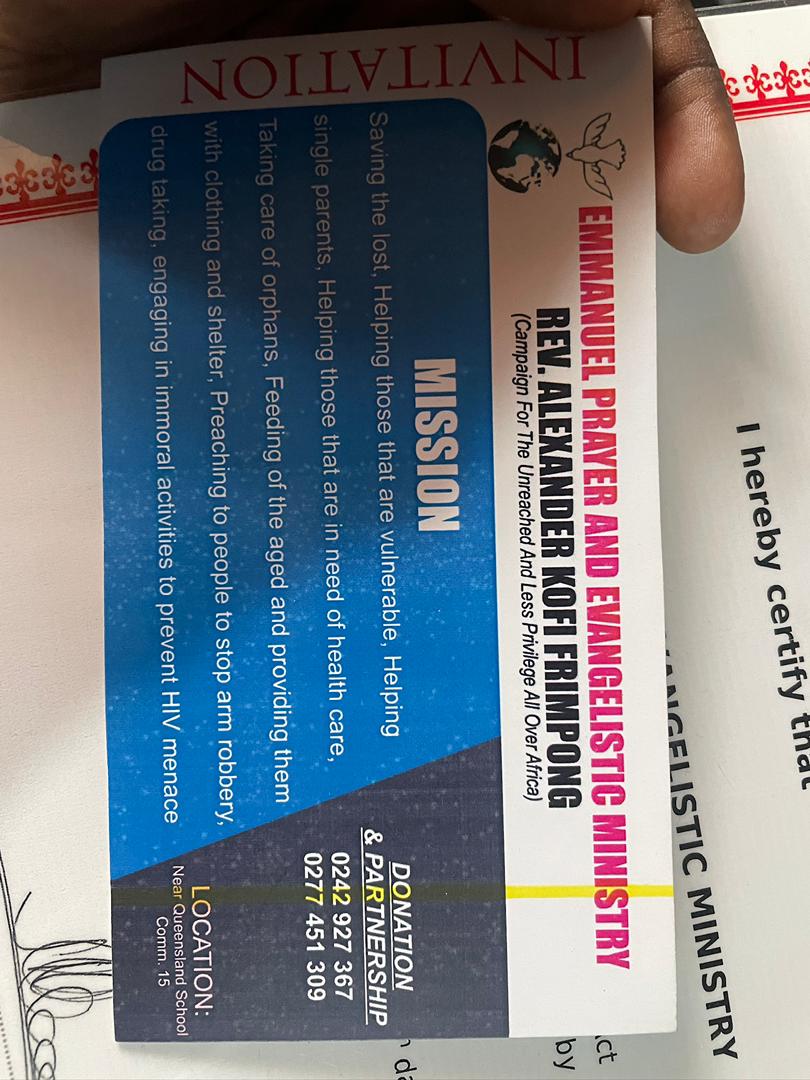 INVITATION
EMMANUEL PRAYER AND EVANGELISTIC MINISTRY
REV. ALEXANDER KOFI FRIMPONG
(Campaign For The Unreached And Less Privilege All Over Africa)
MISSION
Saving the lost, Helping those that are vulnerable, Helping
single parents, Helping those that are in need of health care,
Taking care of orphans, Feeding of the aged and providing them
with clothing and shelter, Preaching to people to stop arm robbery,
drug taking, engaging in immoral activities to prevent HIV menace
DONATION
& PARTNERSHIP
0242 927 367
0277 451 309
LOCATION:
Near Queensland School
Comm. 15
I hereby certify that
VANGELISTIC MINISTRY
by